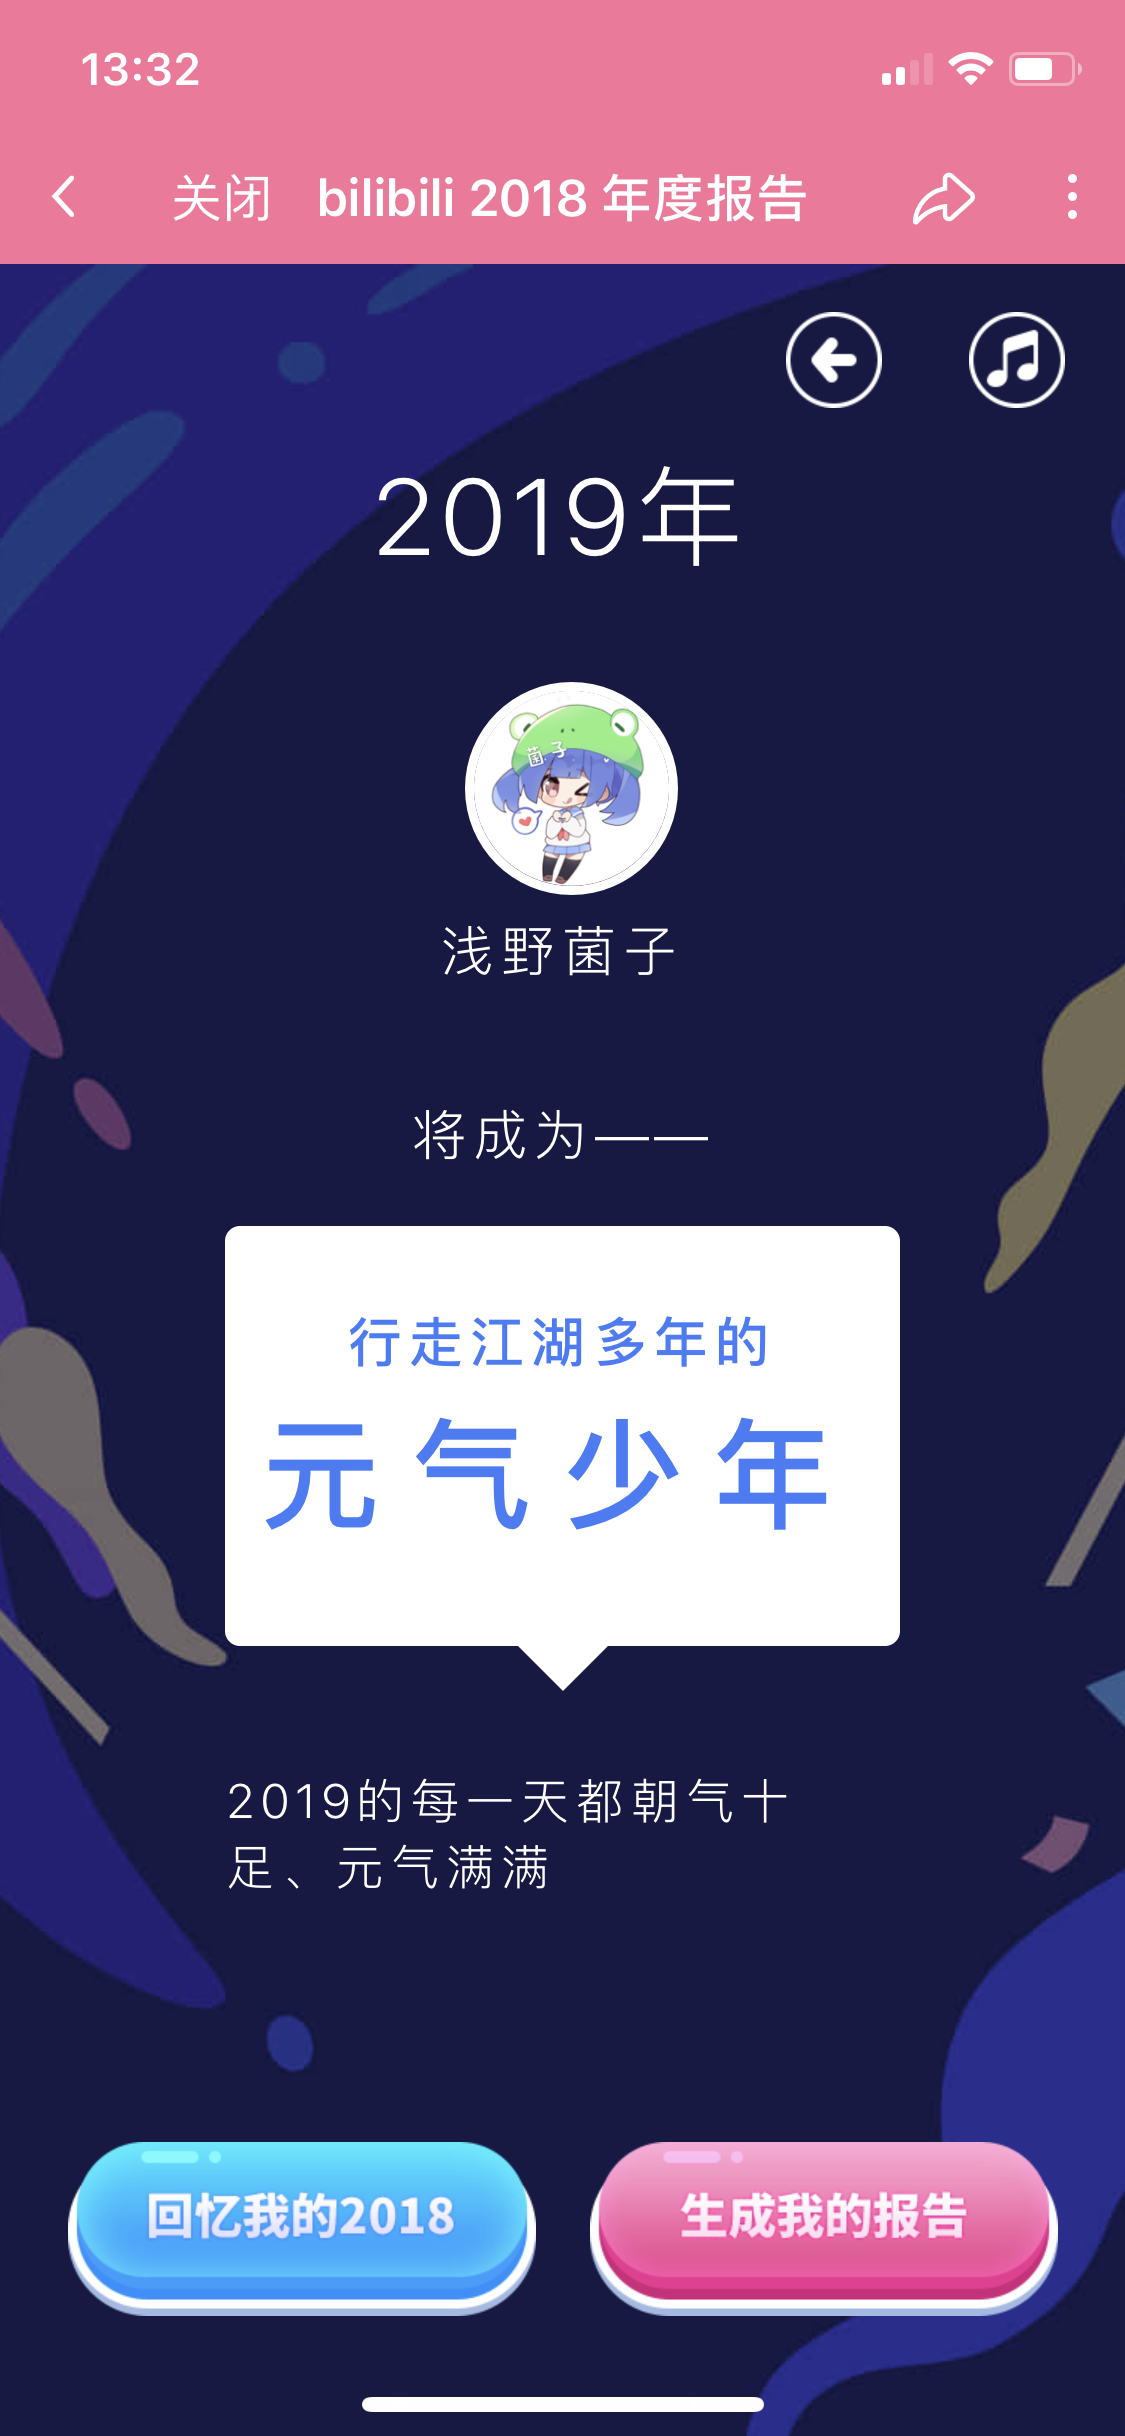 13:32
关闭 bilibili 2018 年度报告
2019年
菌子
浅野菌子
将成为——
行走江湖多年的
元气少年
2019的每一天都朝气十
足、元气满满
回忆我的2018
生成我的报告